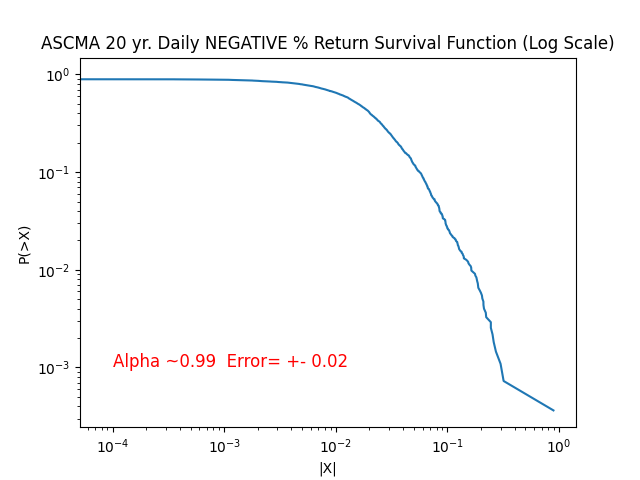 ASCMA 20 yr. Daily NEGATIVE % Return Survival Function (Log Scale)
10⁰
10⁻¹
10⁻²
10⁻³
P(>X)
Alpha ~0.99  Error= +- 0.02
10⁻⁴ 10⁻³ 10⁻² 10⁻¹ 10⁰
|X|